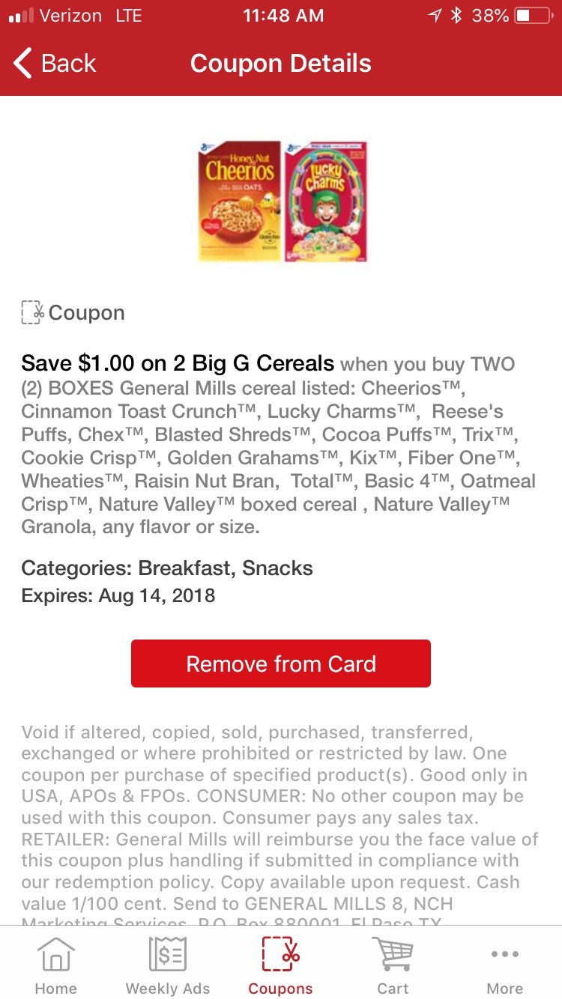 Verizon LTE 11:48 AM 38%
Back Coupon Details
Honey Nut
Cheerios
OATS
Lucky
Charms
Coupon
Save $1.00 on 2 Big G Cereals when you buy TWO
(2) BOXES General Mills cereal listed: Cheerios™,
Cinnamon Toast Crunch™, Lucky Charms™,  Reese's
Puffs, Chex™, Blasted Shreds™, Cocoa Puffs™, Trix™,
Cookie Crisp™, Golden Grahams™, Kix™, Fiber One™,
Wheaties™, Raisin Nut Bran,  Total™, Basic 4™, Oatmeal
Crisp™, Nature Valley™ boxed cereal , Nature Valley™
Granola, any flavor or size.
Categories: Breakfast, Snacks
Expires: Aug 14, 2018
Remove from Card
Void if altered, copied, sold, purchased, transferred,
exchanged or where prohibited or restricted by law. One
coupon per purchase of specified product(s). Good only in
USA, APOs & FPOs. CONSUMER: No other coupon may be
used with this coupon. Consumer pays any sales tax.
RETAILER: General Mills will reimburse you the face value of
this coupon plus handling if submitted in compliance with
our redemption policy. Copy available upon request. Cash
value 1/100 cent. Send to GENERAL MILLS 8, NCH
Marketing Services, P.O. Box 880001, El Paso TX
Home Weekly Ads Coupons Cart More